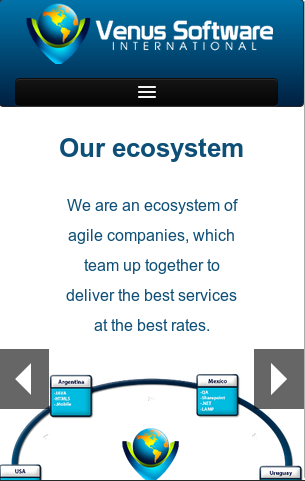 Venus Software
INTERNATIONAL
Our ecosystem
We are an ecosystem of
agile companies, which
team up together to
deliver the best services
at the best rates.
Argentina
-JAVA
-HTML5
-Mobile
Mexico
-QA
-Sharepoint
-.NET
-LAMP
USA
Uruguay